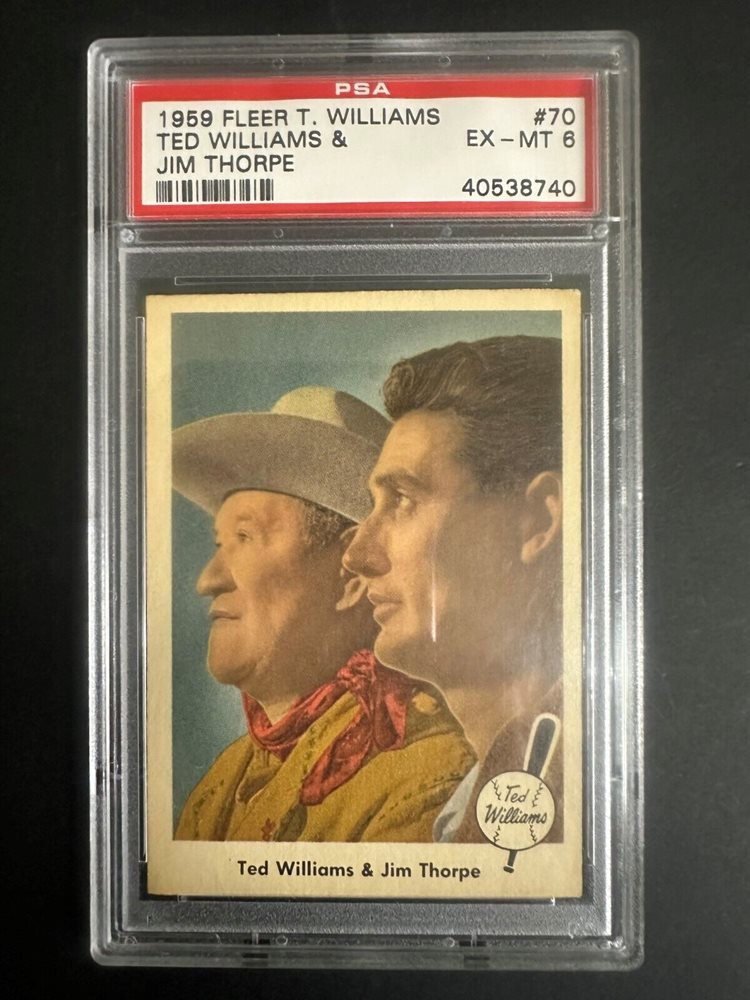 PSA
1959 FLEER T. WILLIAMS #70
TED WILLIAMS & EX-MT 6
JIM THORPE
40538740
Ted
Williams
Ted Williams & Jim Thorpe